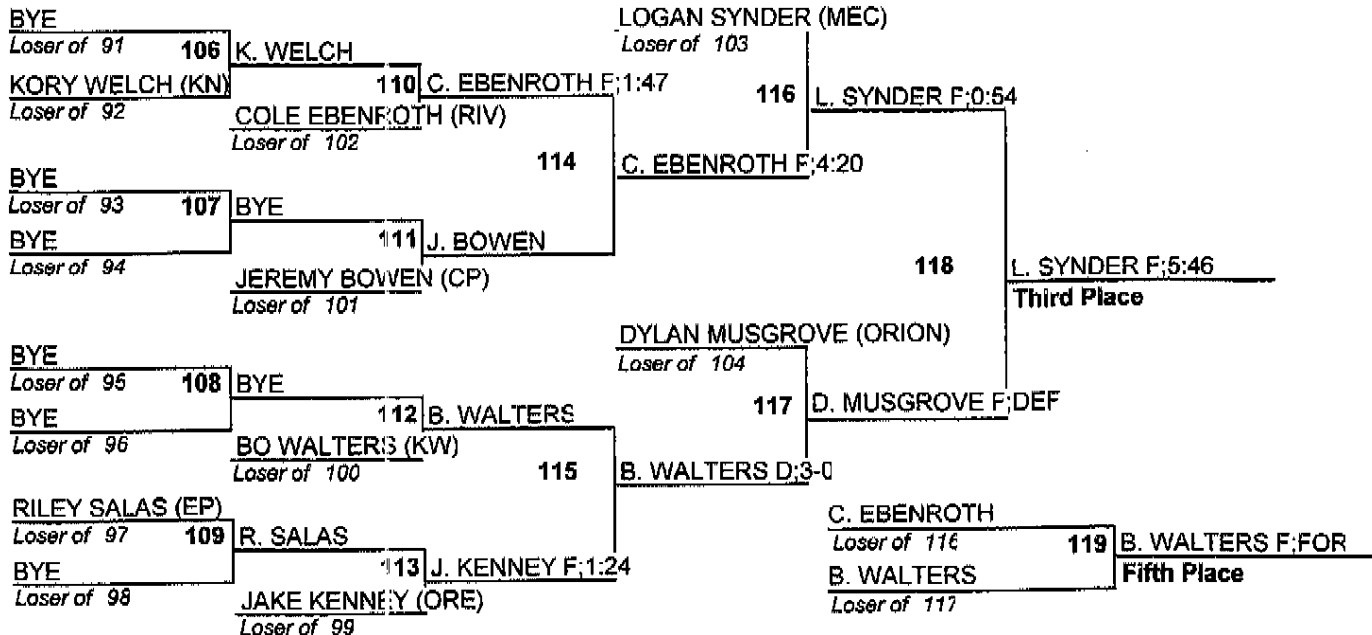 BYE
Loser of 91
106
K. WELCH
KORY WELCH (KN)
Loser of 92
110
C. EBENROTH F;1:47
COLE EBENROTH (RIV)
Loser of 102
BYE
Loser of 93
107
BYE
BYE
Loser of 94
111
J. BOWEN
JEREMY BOWEN (CP)
Loser of 101
114
C. EBENROTH F;4:20
LOGAN SYNDER (MEC)
Loser of 103
116
L. SYNDER F;0:54
BYE
Loser of 95
108
BYE
BYE
Loser of 96
112
B. WALTERS
BO WALTERS (KW)
Loser of 100
RILEY SALAS (EP)
Loser of 97
109
R. SALAS
BYE
Loser of 98
113
J. KENNEY F;1:24
JAKE KENNEY (ORE)
Loser of 99
115
B. WALTERS D;3-0
DYLAN MUSGROVE (ORION)
Loser of 104
117
D. MUSGROVE F;DEF
118
L. SYNDER F;5:46
Third Place
C. EBENROTH
Loser of 116
119
B. WALTERS F;FOR
B. WALTERS
Fifth Place
Loser of 117